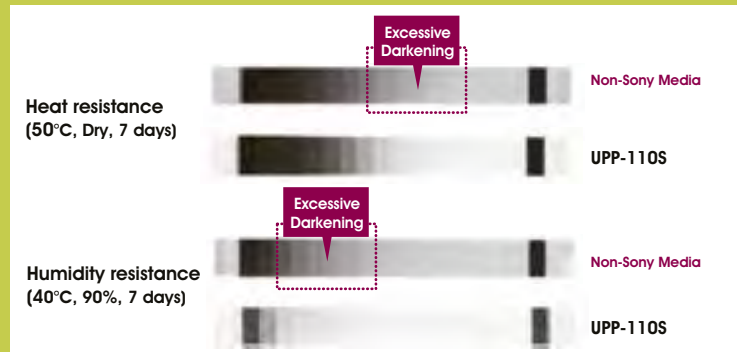 Excessive
Darkening
Non-Sony Media
Heat resistance
(50°C, Dry, 7 days)
UPP-110S
Excessive
Darkening
Non-Sony Media
Humidity resistance
(40°C, 90%, 7 days)
UPP-110S